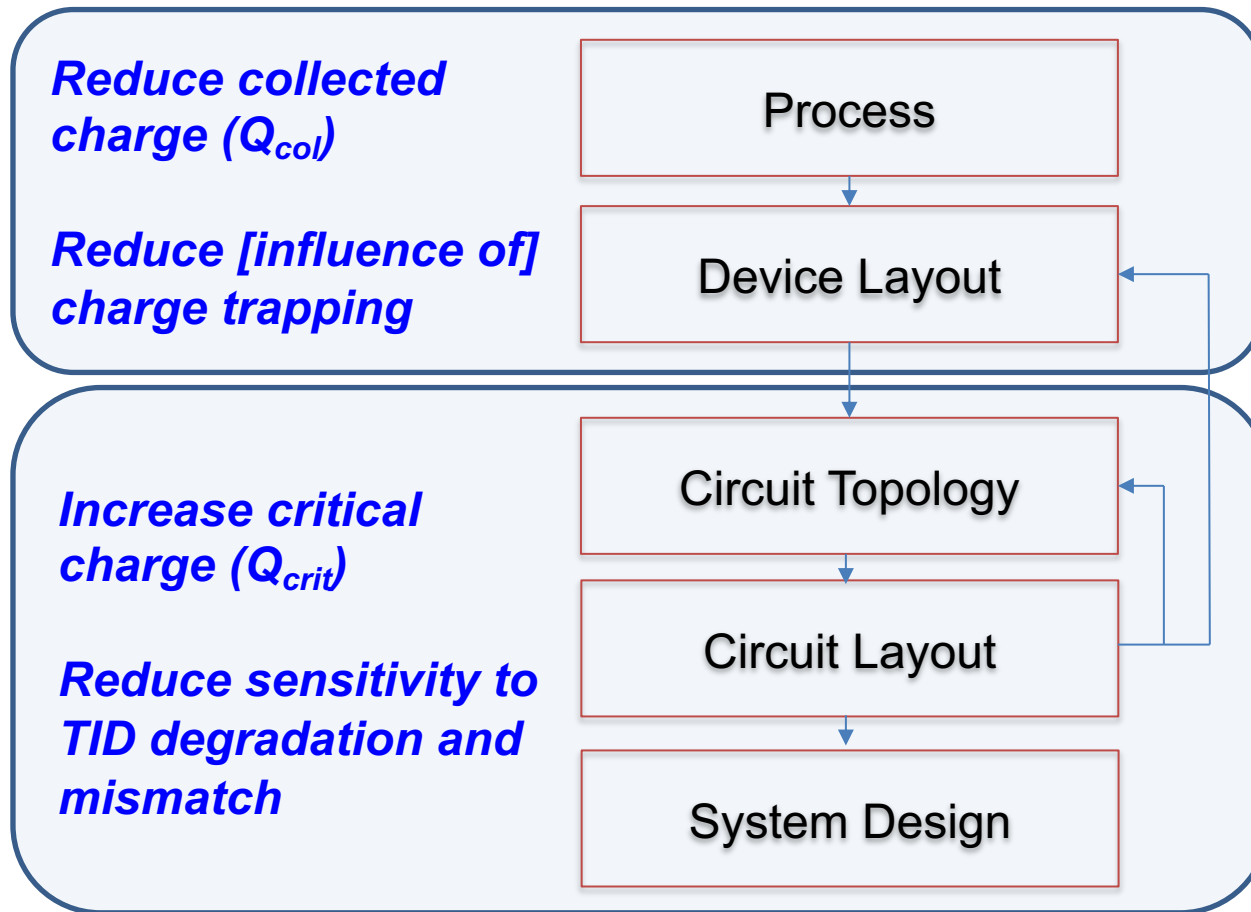 Reduce collected
charge (Qcol)
Reduce [influence of]
charge trapping
Process
Device Layout
Increase critical
charge (Qcrit)
Reduce sensitivity to
TID degradation and
mismatch
Circuit Topology
Circuit Layout
System Design